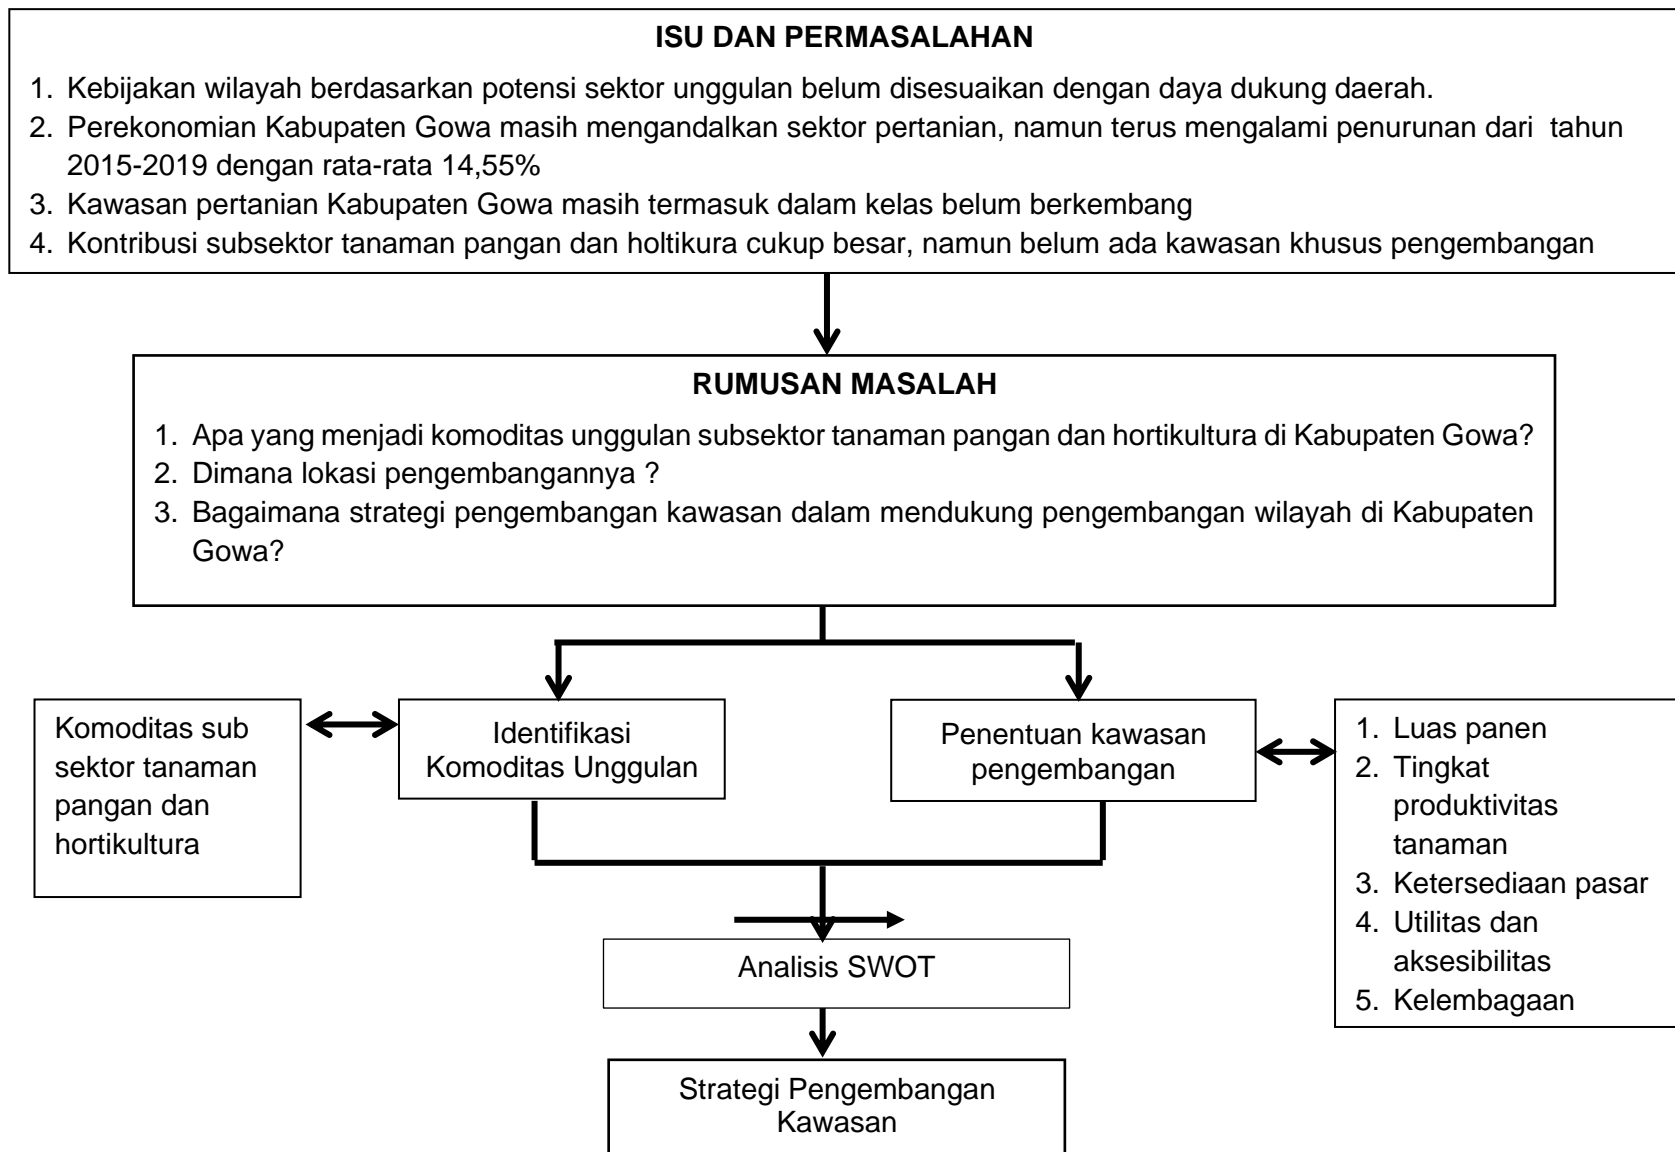 ISU DAN PERMASALAHAN
1. Kebijakan wilayah berdasarkan potensi sektor unggulan belum disesuaikan dengan daya dukung daerah.
2. Perekonomian Kabupaten Gowa masih mengandalkan sektor pertanian, namun terus mengalami penurunan dari tahun
2015-2019 dengan rata-rata 14,55%
3. Kawasan pertanian Kabupaten Gowa masih termasuk dalam kelas belum berkembang
4. Kontribusi subsektor tanaman pangan dan holtikura cukup besar, namun belum ada kawasan khusus pengembangan
RUMUSAN MASALAH
1. Apa yang menjadi komoditas unggulan subsektor tanaman pangan dan hortikultura di Kabupaten Gowa?
2. Dimana lokasi pengembangannya ?
3. Bagaimana strategi pengembangan kawasan dalam mendukung pengembangan wilayah di Kabupaten
Gowa?
Komoditas sub
sektor tanaman
pangan dan
hortikultura
Identifikasi
Komoditas Unggulan
Penentuan kawasan
pengembangan
1. Luas panen
2. Tingkat
produktivitas
tanaman
3. Ketersediaan pasar
4. Utilitas dan
aksesibilitas
5. Kelembagaan
Analisis SWOT
Strategi Pengembangan
Kawasan